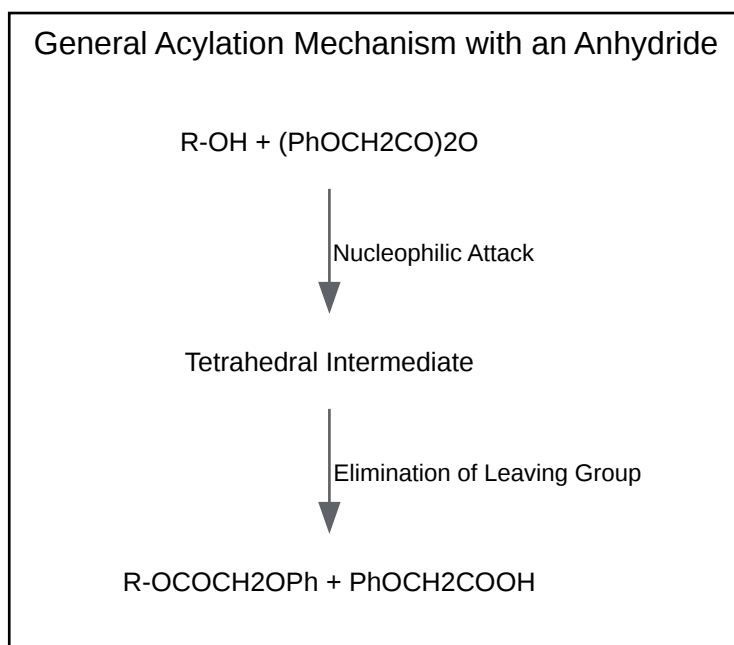 General Acylation Mechanism with an Anhydride
R-OH + (PhOCH2CO)2O
Nucleophilic Attack
Tetrahedral Intermediate
Elimination of Leaving Group
R-OCOCH2OPh + PhOCH2COOH